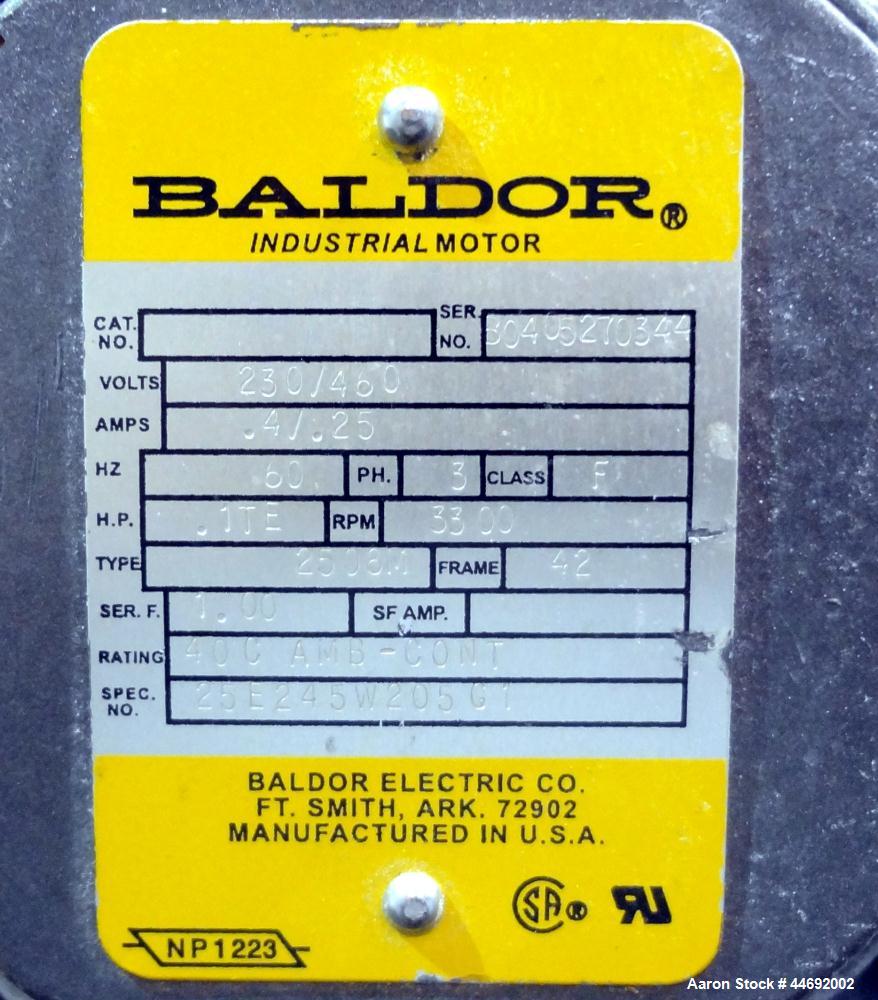 BALDOR®
INDUSTRIAL MOTOR
CAT. NO.
SER. NO.
VOLTS 230/460
AMPS .4/.25
HZ 60 PH. 3 CLASS F
H.P. .1TE RPM 3300
TYPE FRAME 42
SER. F. 1.00 SF AMP.
RATING 40C AMB-CONT
SPEC. NO. 25E245W205G1
BALDOR ELECTRIC CO.
FT. SMITH, ARK. 72902
MANUFACTURED IN U.S.A.
SA®
NP1223
Aaron Stock # 44692002